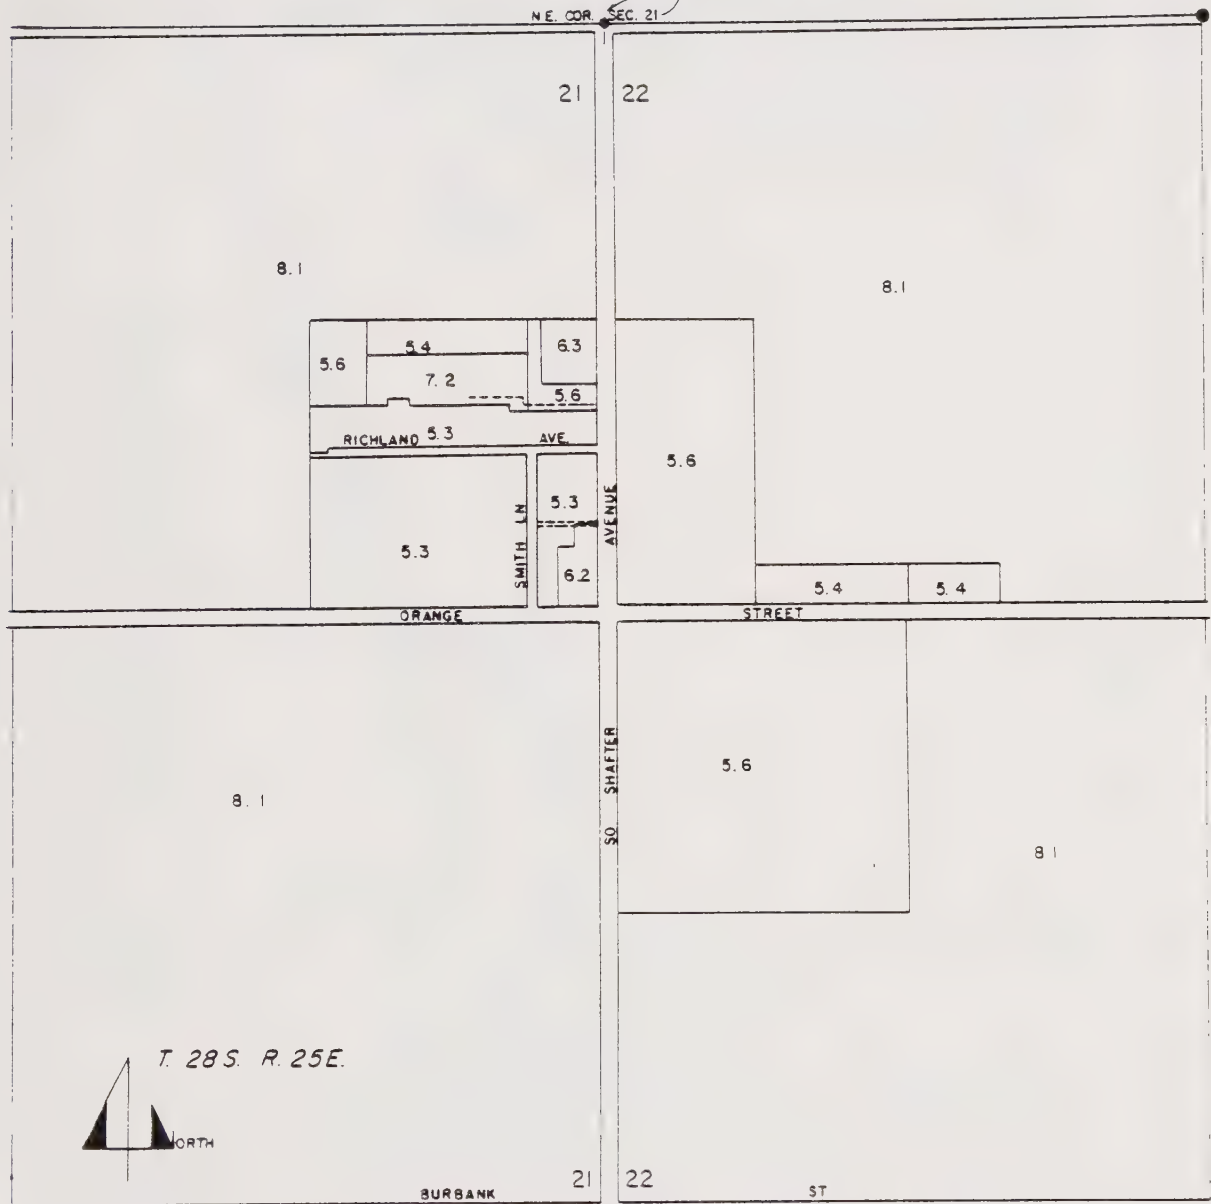 N.E. COR. SEC. 21
21 22
8.1
8.1
5.6
5.4
6.3
7.2
5.6
RICHLAND 5.3 AVE.
5.6
5.3
5.3
SMITH LN
AVENUE
6.2
5.4
5.4
ORANGE STREET
5.6
SO SHAFTER
8.1
8 1
T. 28 S. R. 25 E.
NORTH
21 22
BURBANK ST